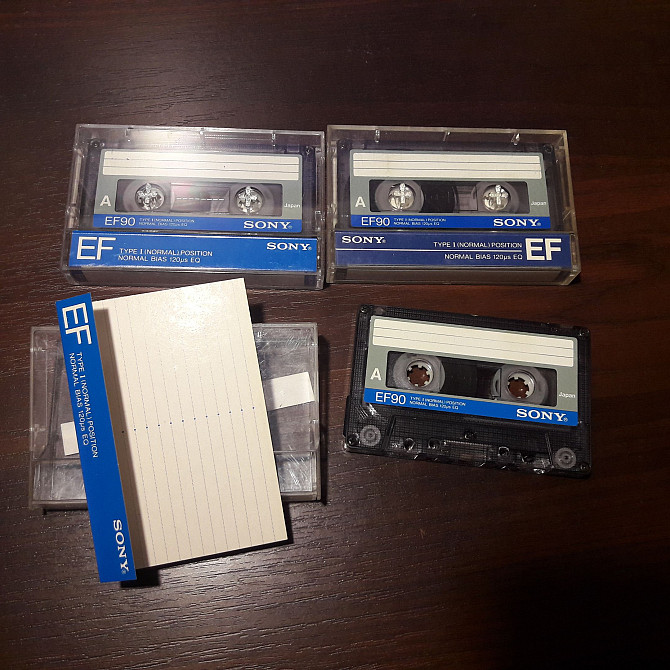 A
Japan
EF90
TYPE I (NORMAL) POSITION
NORMAL BIAS 120µs EQ
SONY®
EF
TYPE I (NORMAL) POSITION
NORMAL BIAS 120µs EQ
SONY®
A
Japan
EF90
TYPE I (NORMAL) POSITION
NORMAL BIAS 120µs EQ
SONY®
SONY®
TYPE I (NORMAL) POSITION
NORMAL BIAS 120µs EQ
EF
EF
TYPE I (NORMAL) POSITION
NORMAL BIAS 120µs EQ
SONY®
A
Japan
EF90
TYPE I (NORMAL) POSITION
NORMAL BIAS 120µs EQ
SONY®